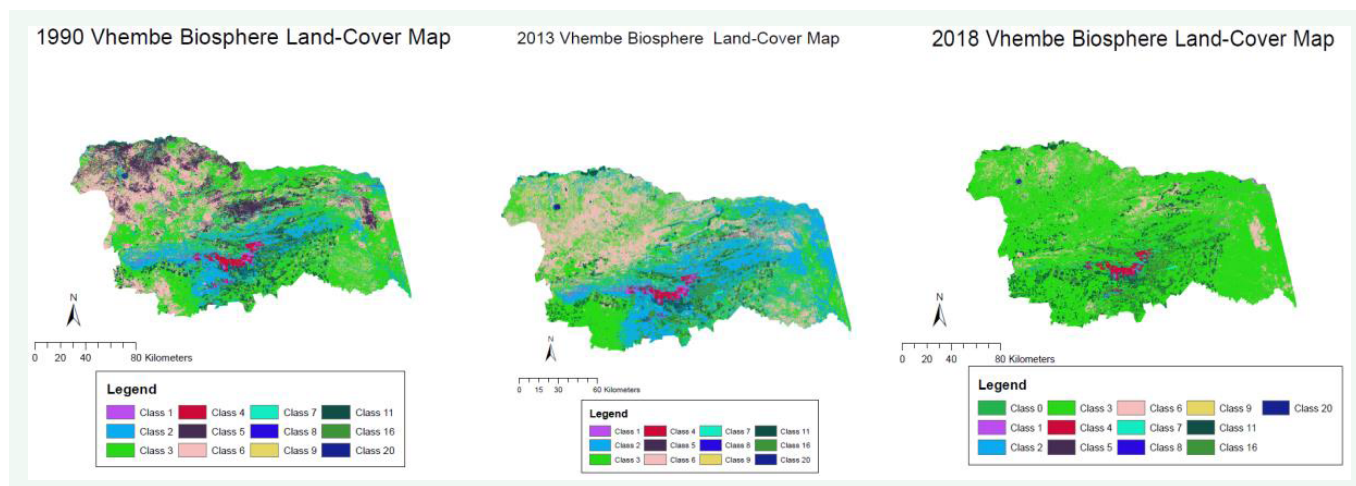 1990 Vhembe Biosphere Land-Cover Map
N
0 20 40 80 Kilometers
Legend
Class 1 Class 4 Class 7 Class 11
Class 2 Class 5 Class 8 Class 16
Class 3 Class 6 Class 9 Class 20
2013 Vhembe Biosphere Land-Cover Map
N
0 15 30 60 Kilometers
Legend
Class 1 Class 4 Class 7 Class 11
Class 2 Class 5 Class 8 Class 16
Class 3 Class 6 Class 9 Class 20
2018 Vhembe Biosphere Land-Cover Map
N
0 20 40 80 Kilometers
Legend
Class 0 Class 3 Class 6 Class 9 Class 20
Class 1 Class 4 Class 7 Class 11
Class 2 Class 5 Class 8 Class 16